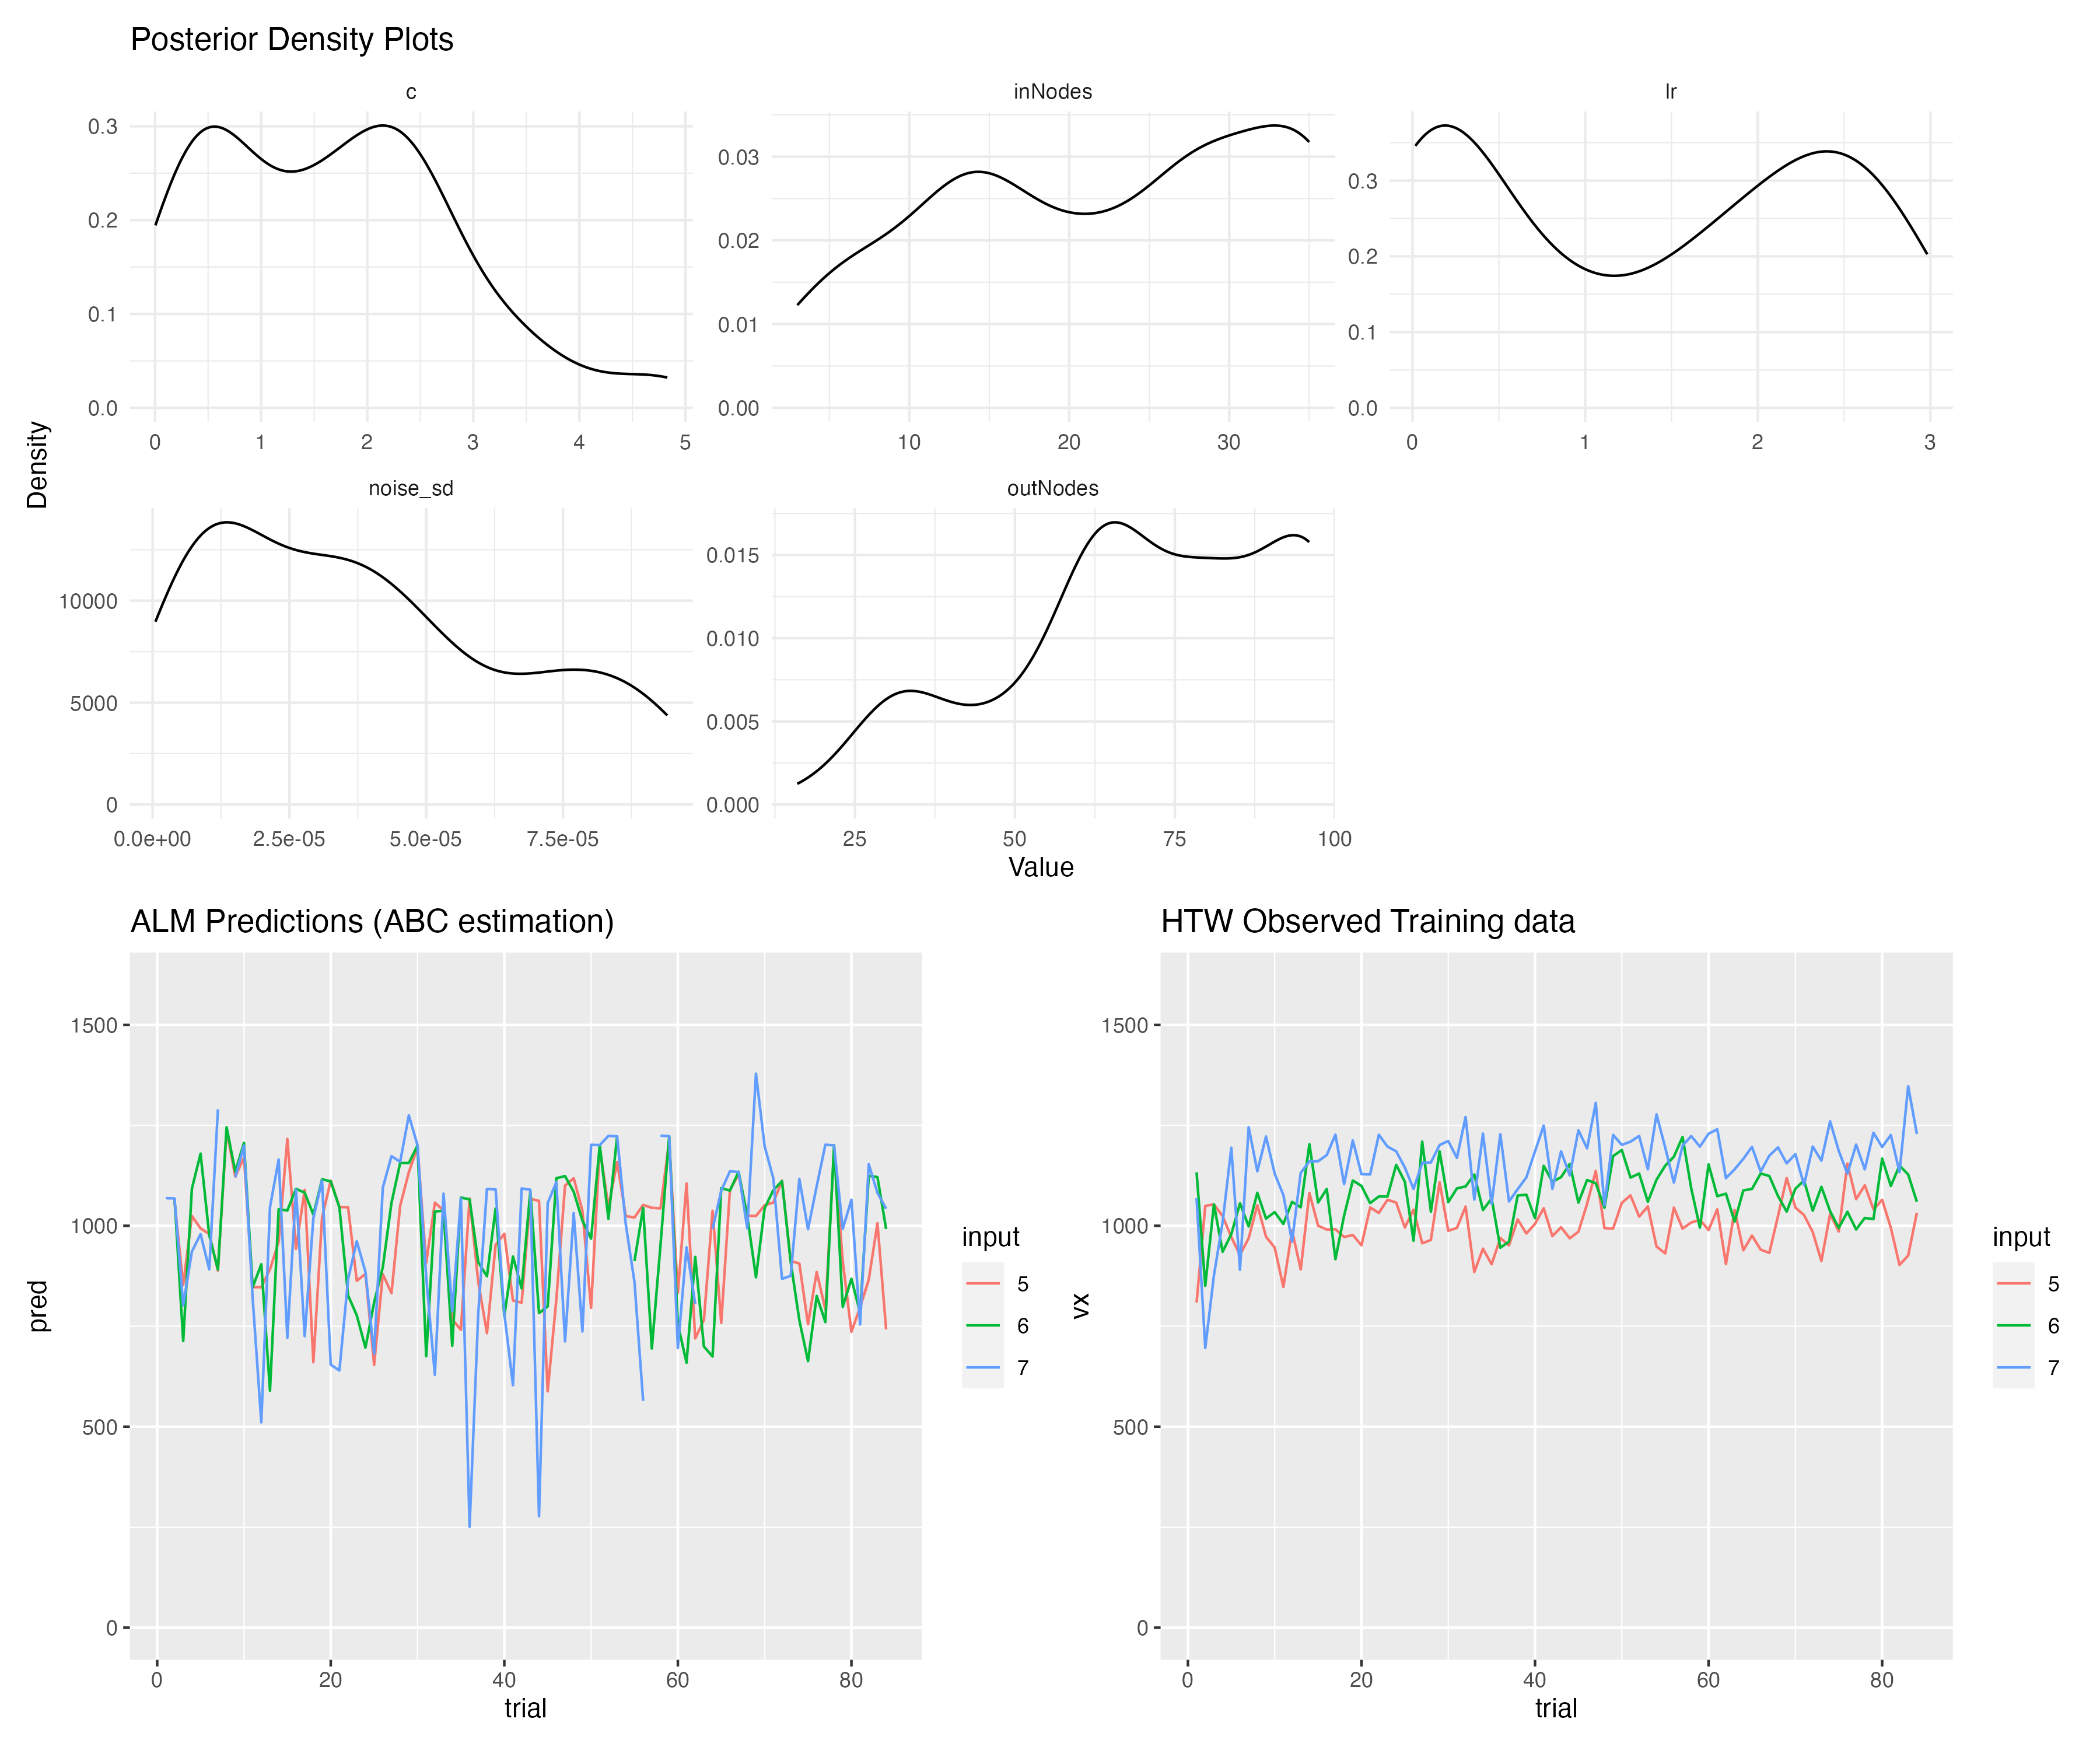 Posterior Density Plots
c
inNodes
lr
0.3
0.2
0.1
0.0
0 1 2 3 4 5
0.03
0.02
0.01
0.00
10 20 30
0.3
0.2
0.1
0.0
0 1 2 3
Density
noise_sd
outNodes
10000
5000
0
0.0e+00 2.5e-05 5.0e-05 7.5e-05
0.015
0.010
0.005
0.000
25 50 75 100
Value
ALM Predictions (ABC estimation)
1500
1000
500
0
pred
0 20 40 60 80
trial
input
5
6
7
HTW Observed Training data
1500
1000
500
0
vx
0 20 40 60 80
trial
input
5
6
7